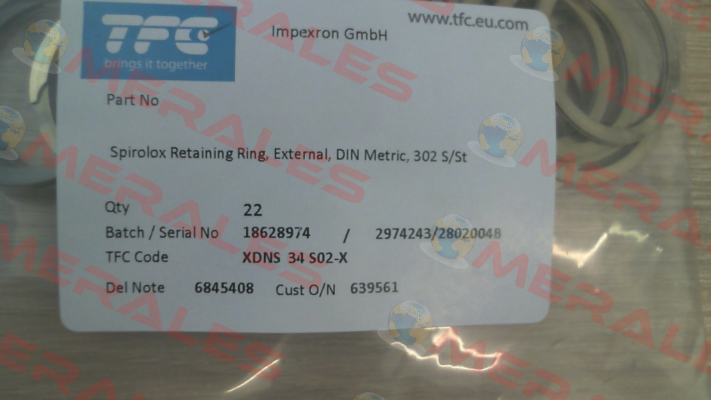 TFC
brings it together
Impexron GmbH
www.tfc.eu.com
Part No
Spirolox Retaining Ring, External, DIN Metric, 302 S/St
Qty 22
Batch / Serial No 18628974 / 2974243/28020048
TFC Code XDNS 34 S02-X
Del Note 6845408 Cust O/N 639561
MERALES
MERALES
MERALES
MERALES
MERALES
MERALES